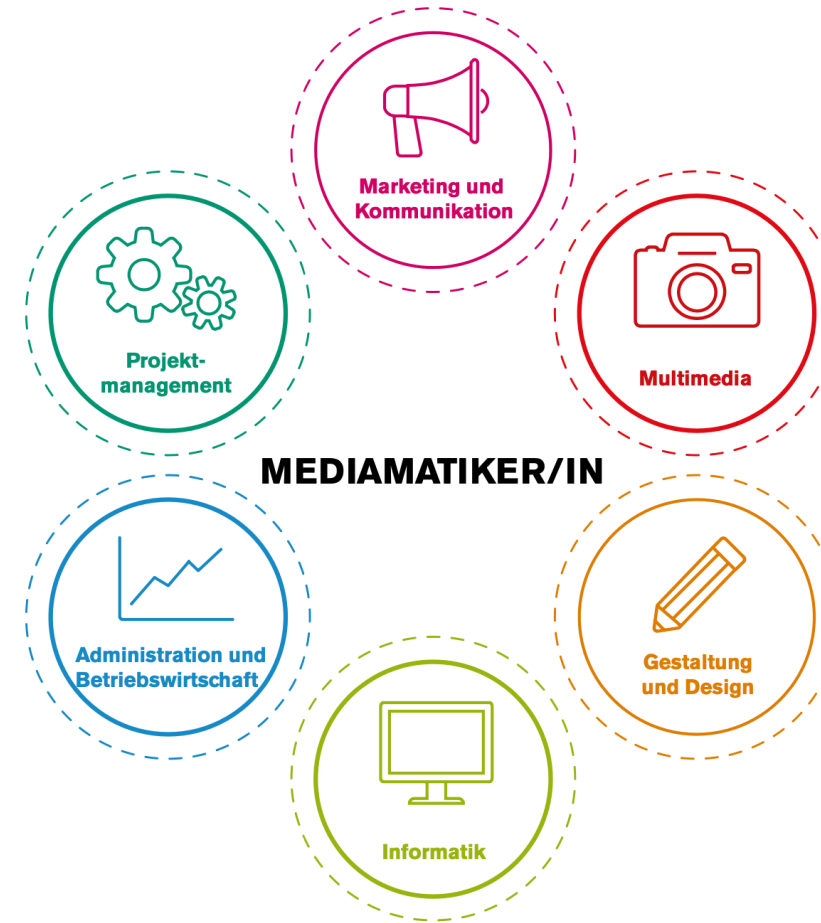 Marketing und
Kommunikation
Projekt-
management
Multimedia
MEDIAMATIKER/IN
Administration und
Betriebswirtschaft
Gestaltung
und Design
Informatik